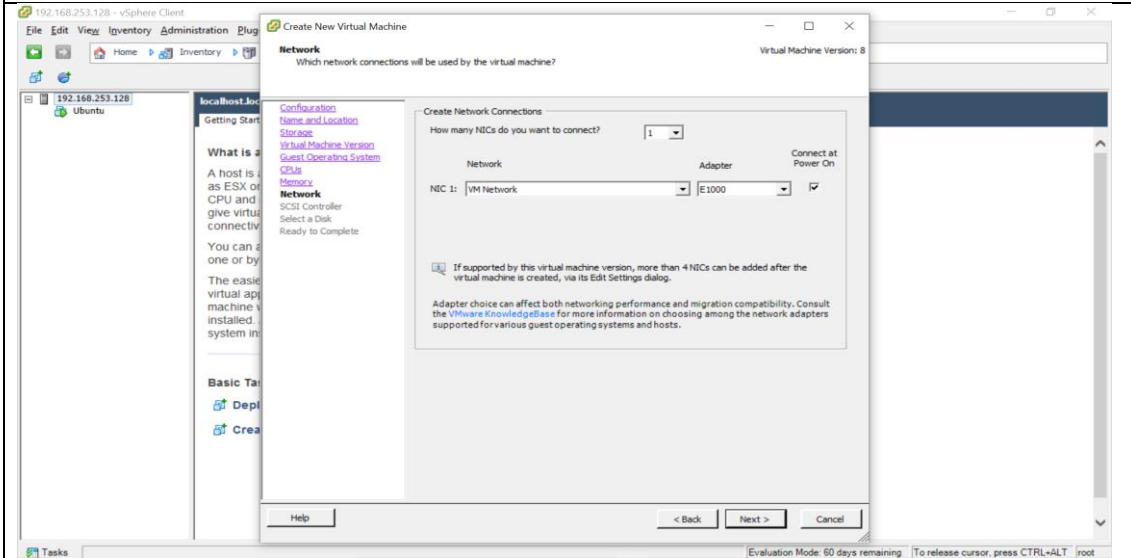 192.168.253.128 - vSphere Client
File Edit View Inventory Administration Plug
Home Inventory
192.168.253.128
Ubuntu
localhost.loc
Getting Start
What is a
A host is a
as ESX or
CPU and
give virtua
connectiv
You can a
one or by
The easie
virtual app
machine v
installed.
system in
Basic Ta
Depl
Crea
Create New Virtual Machine
Network
Which network connections will be used by the virtual machine?
Virtual Machine Version: 8
Configuration
Name and Location
Storage
Virtual Machine Version
Guest Operating System
CPUs
Memory
Network
SCSI Controller
Select a Disk
Ready to Complete
Create Network Connections
How many NICs do you want to connect? 1
Network Adapter Connect at
Power On
NIC 1: VM Network E1000
If supported by this virtual machine version, more than 4 NICs can be added after the
virtual machine is created, via its Edit Settings dialog.
Adapter choice can affect both networking performance and migration compatibility. Consult
the VMware KnowledgeBase for more information on choosing among the network adapters
supported for various guest operating systems and hosts.
Help < Back Next > Cancel
Tasks Evaluation Mode: 60 days remaining To release cursor, press CTRL+ALT root